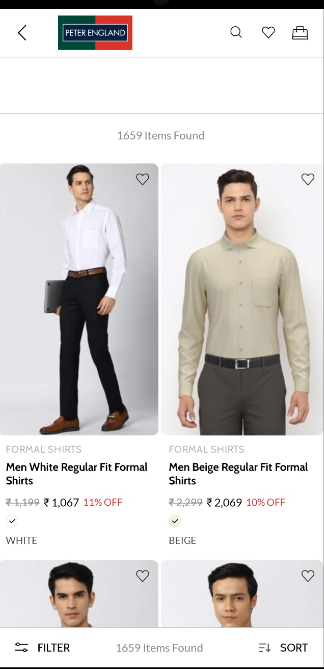 PETER ENGLAND
1659 Items Found
FORMAL SHIRTS
Men White Regular Fit Formal
Shirts
₹ 1,199 ₹ 1,067 11% OFF
WHITE
FORMAL SHIRTS
Men Beige Regular Fit Formal
Shirts
₹ 2,299 ₹ 2,069 10% OFF
BEIGE
FILTER
1659 Items Found
SORT